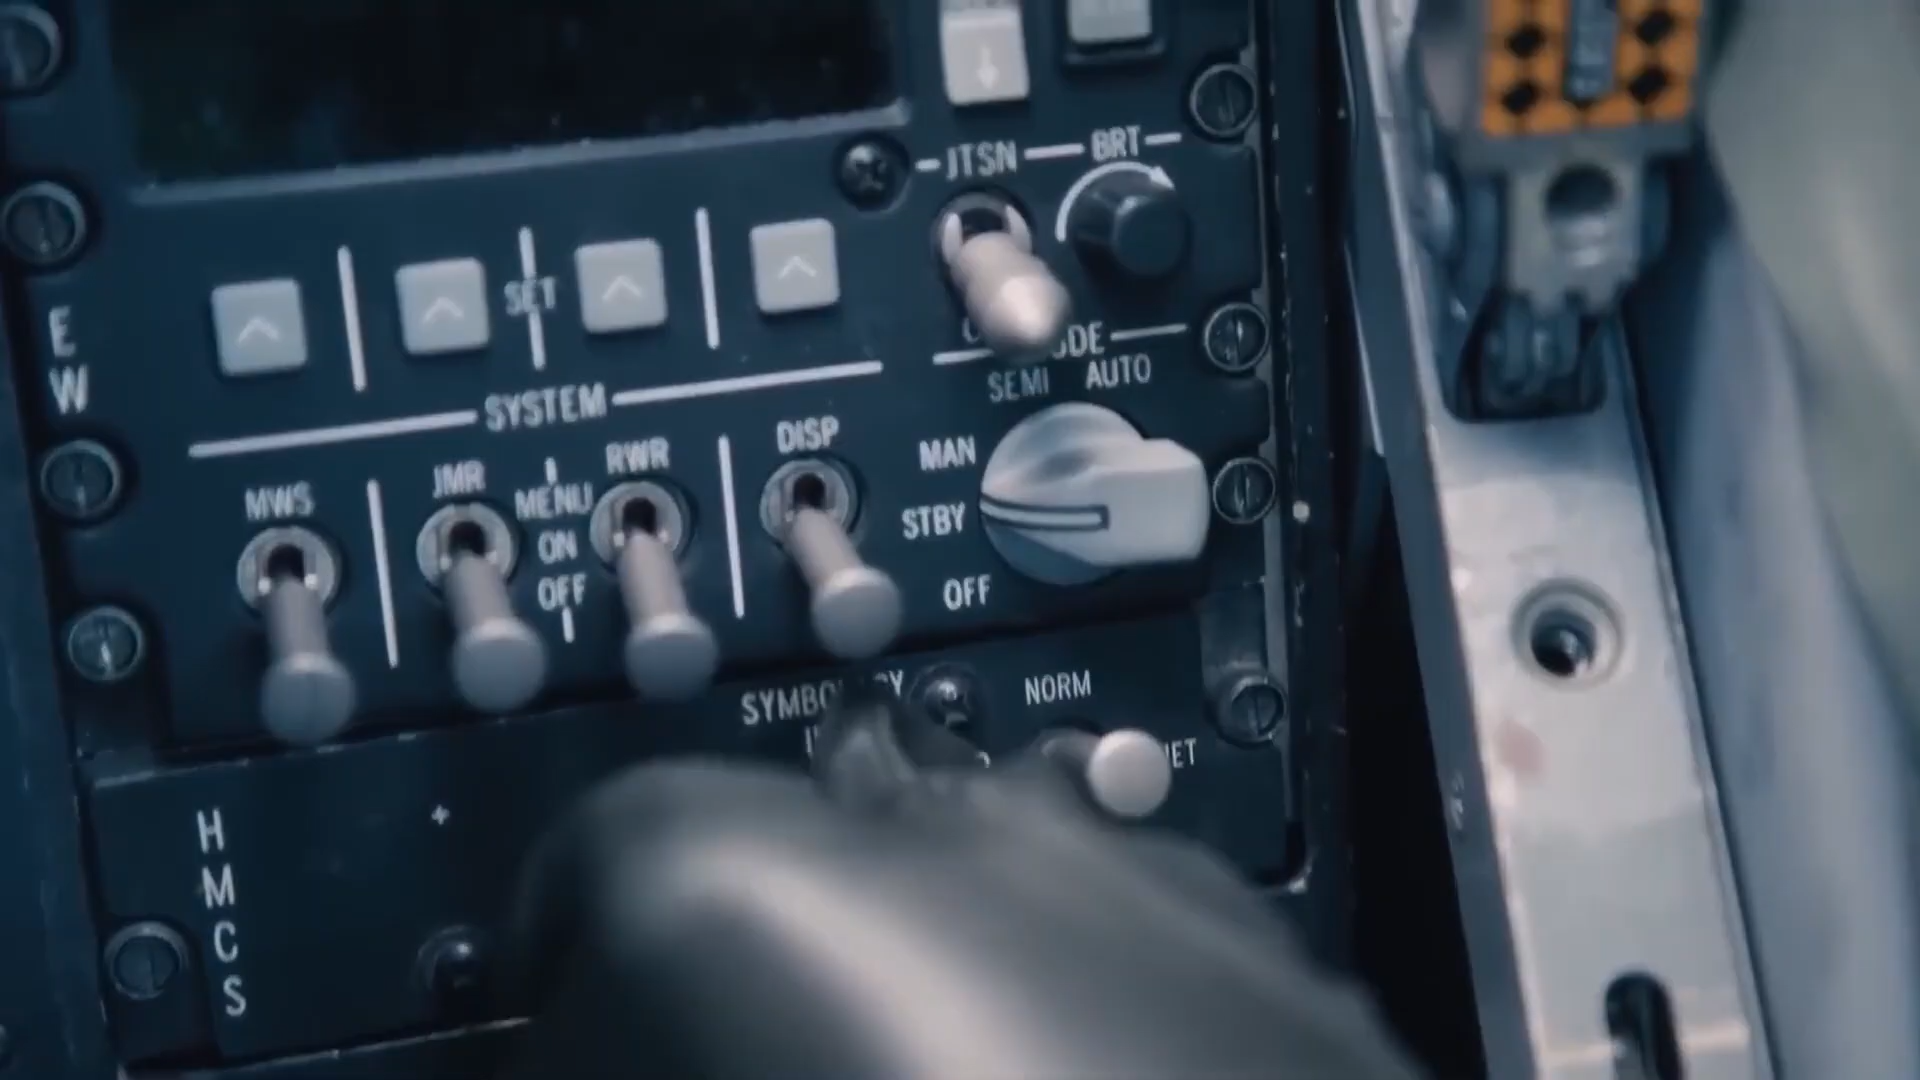 JTSN BRT
SET
E
W
SEMI AUTO
SYSTEM
DISP
MAN
RWR
JMR
MWS
MENU
STBY
ON
OFF
OFF
NORM
H
M
C
S